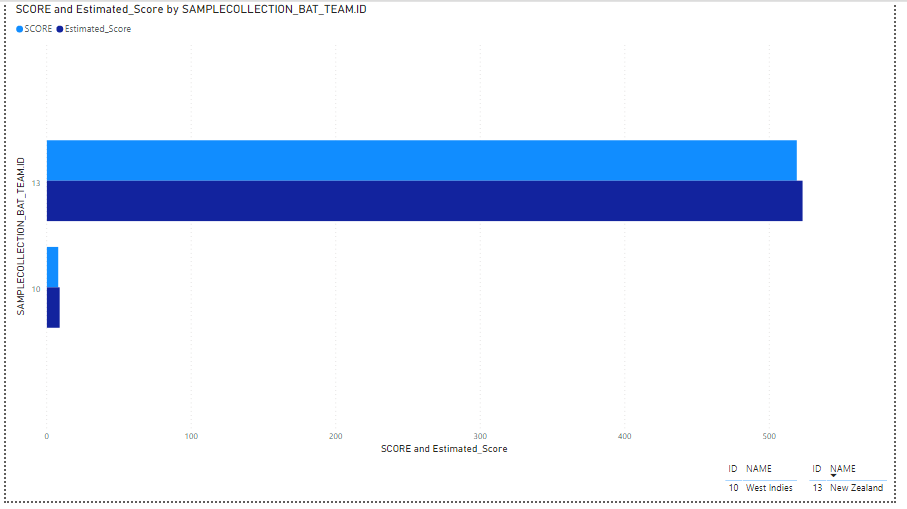 SCORE and Estimated_Score by SAMPLECOLLECTION_BAT_TEAM.ID
SCORE Estimated_Score
SAMPLECOLLECTION_BAT_TEAM.ID
13
10
0 100 200 300 400 500
SCORE and Estimated_Score
ID NAME ID NAME
10 West Indies 13 New Zealand